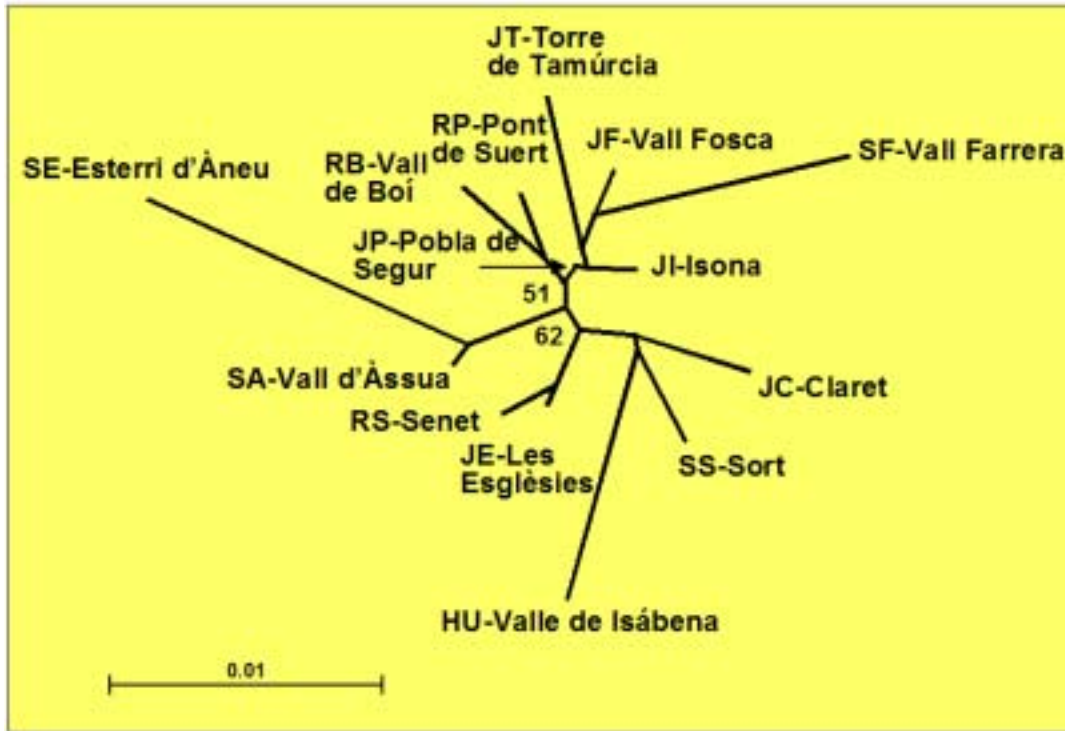 JT-Torre
de Tamúrcia
RP-Pont
de Suert
JF-Vall Fosca
SF-Vall Farrera
SE-Esterri d'Àneu
RB-Vall
de Boí
JP-Pobla de
Segur
JI-Isona
51
62
SA-Vall d'Àssua
JC-Claret
RS-Senet
JE-Les
Esglèsies
SS-Sort
HU-Valle de Isábena
0.01